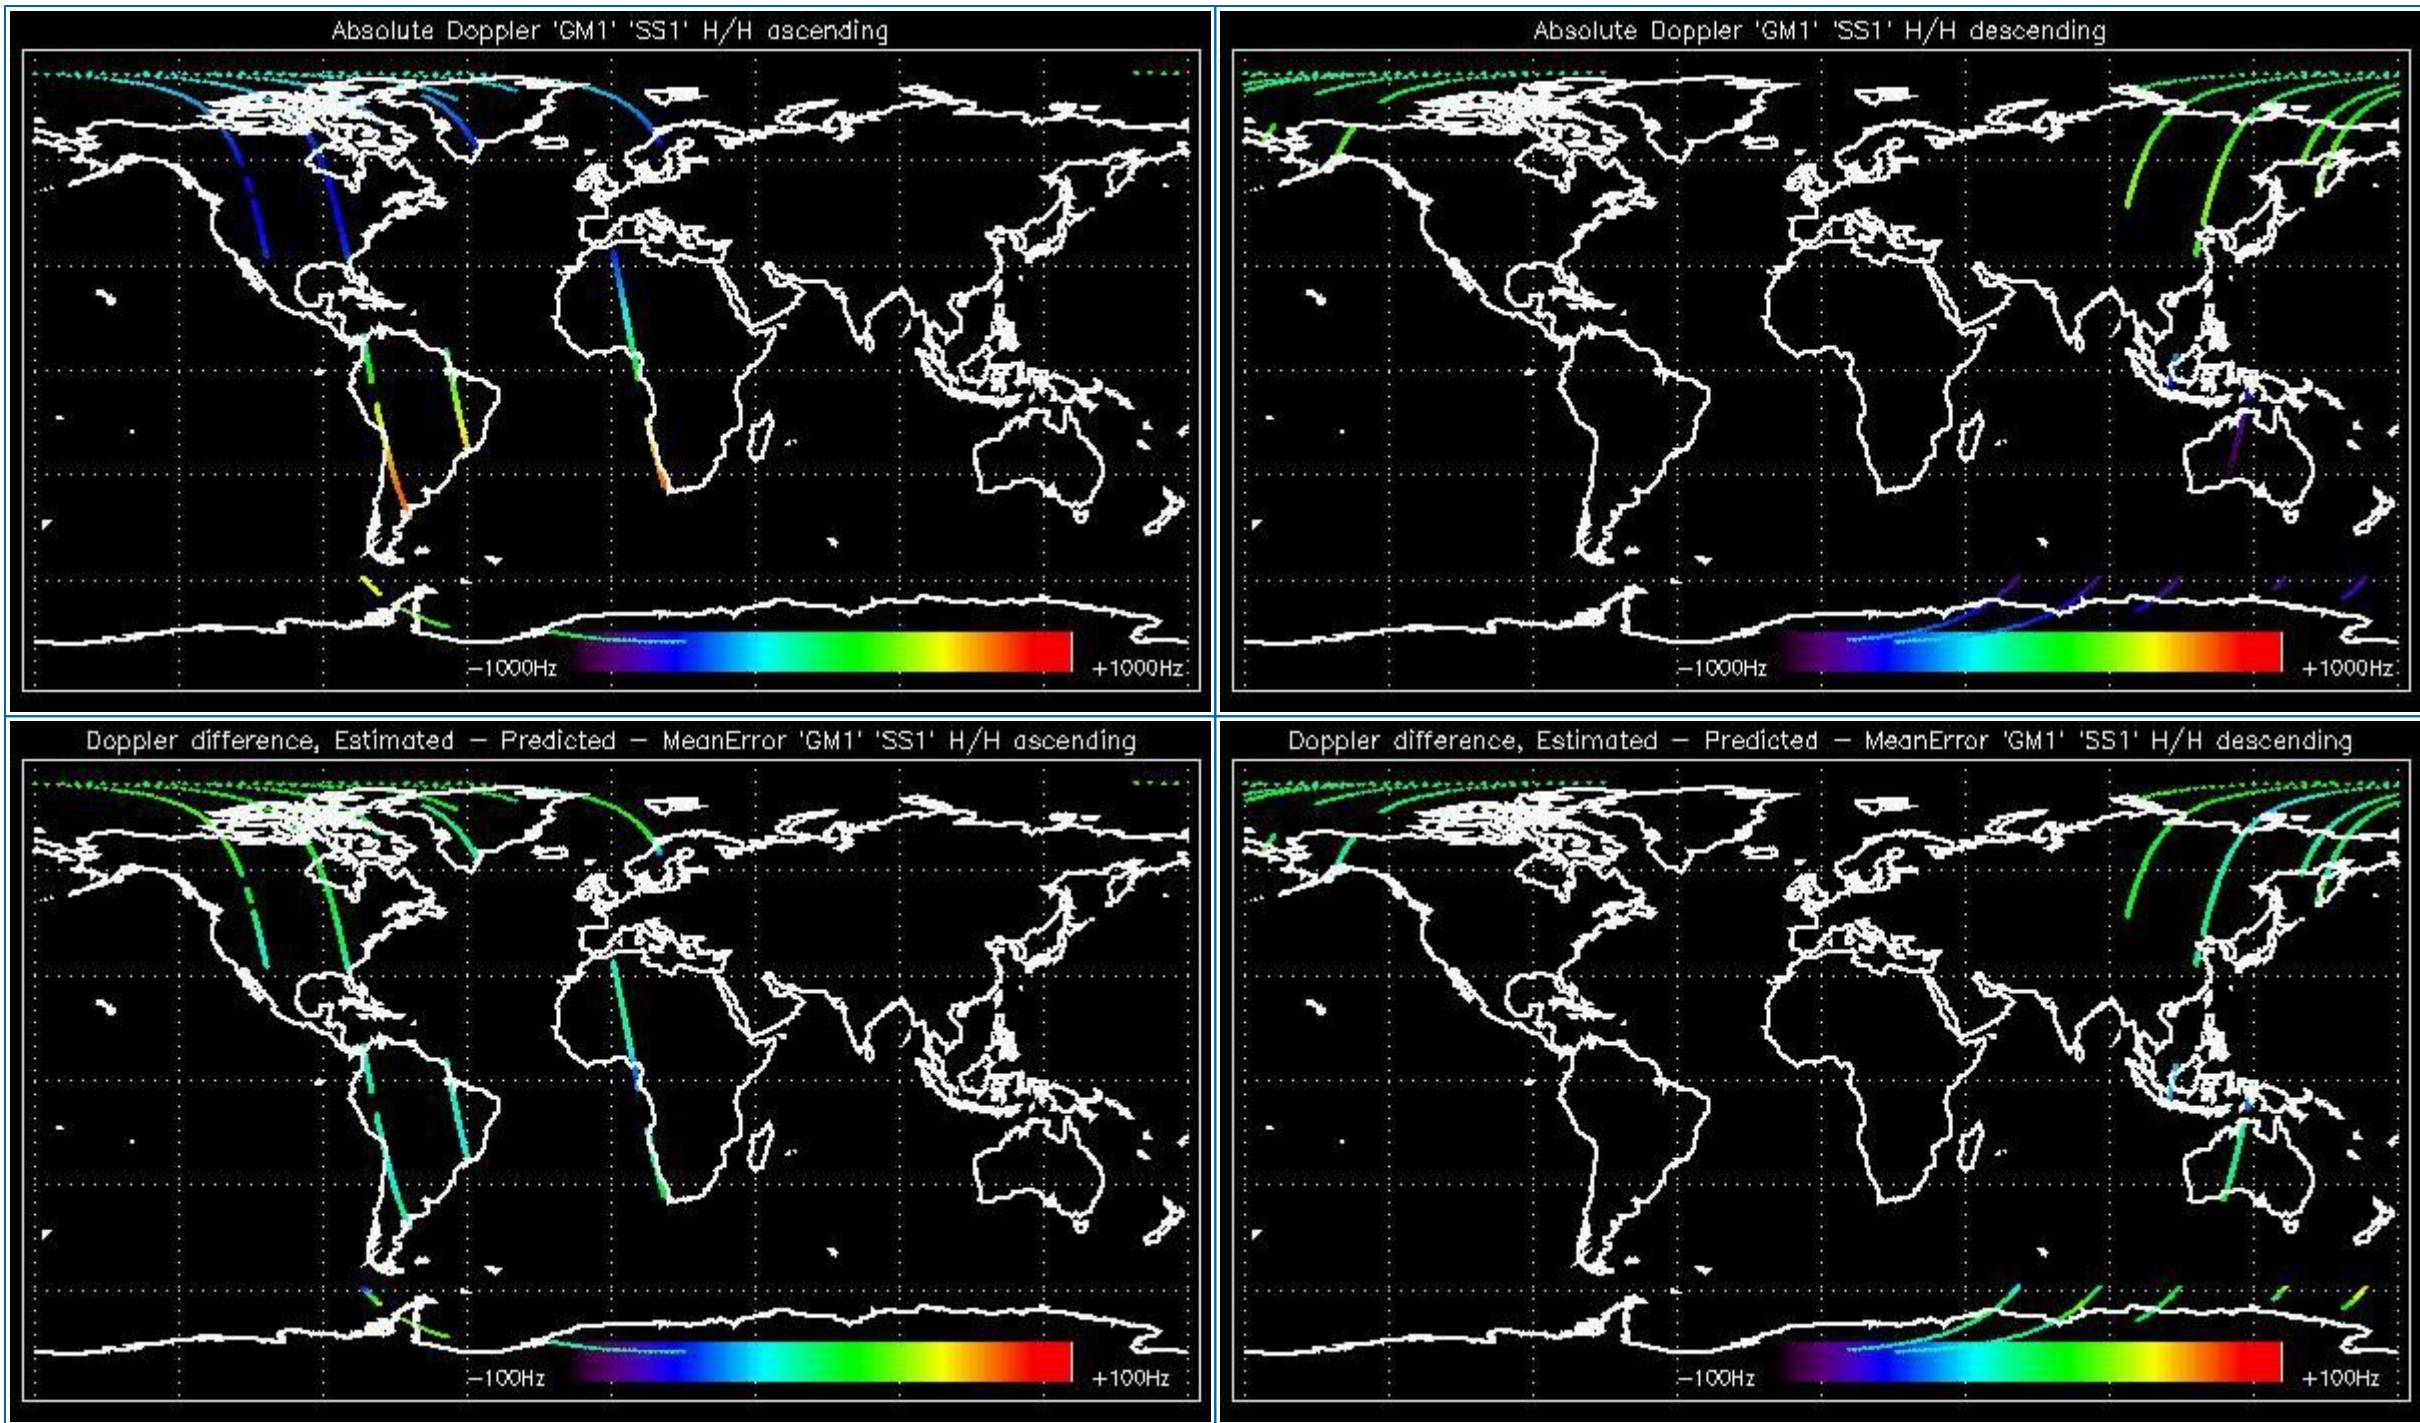 Absolute Doppler 'GM1' 'SS1' H/H ascending
-1000Hz
+1000Hz
Absolute Doppler 'GM1' 'SS1' H/H descending
-1000Hz
+1000Hz
Doppler difference, Estimated - Predicted - MeanError 'GM1' 'SS1' H/H ascending
-100Hz
+100Hz
Doppler difference, Estimated - Predicted - MeanError 'GM1' 'SS1' H/H descending
-100Hz
+100Hz